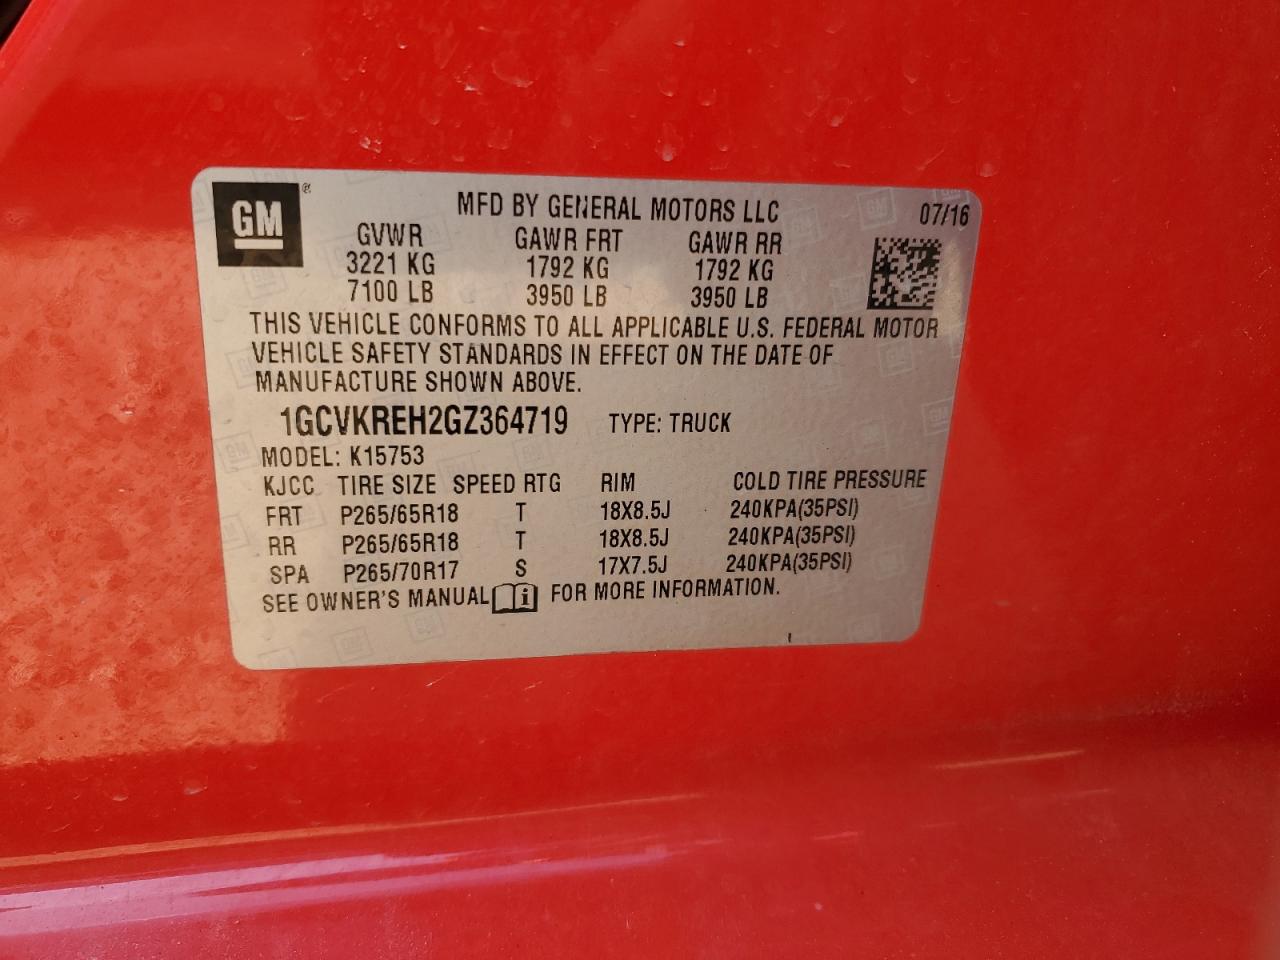 GM ®
MFD BY GENERAL MOTORS LLC 07/16
GVWR GAWR FRT GAWR RR
3221 KG 1792 KG 1792 KG
7100 LB 3950 LB 3950 LB
THIS VEHICLE CONFORMS TO ALL APPLICABLE U.S. FEDERAL MOTOR
VEHICLE SAFETY STANDARDS IN EFFECT ON THE DATE OF
MANUFACTURE SHOWN ABOVE.
1GCVKREH2GZ364719 TYPE: TRUCK
MODEL: K15753
KJCC TIRE SIZE SPEED RTG RIM COLD TIRE PRESSURE
FRT P265/65R18 T 18X8.5J 240KPA(35PSI)
RR P265/65R18 T 18X8.5J 240KPA(35PSI)
SPA P265/70R17 S 17X7.5J 240KPA(35PSI)
SEE OWNER'S MANUAL i FOR MORE INFORMATION.